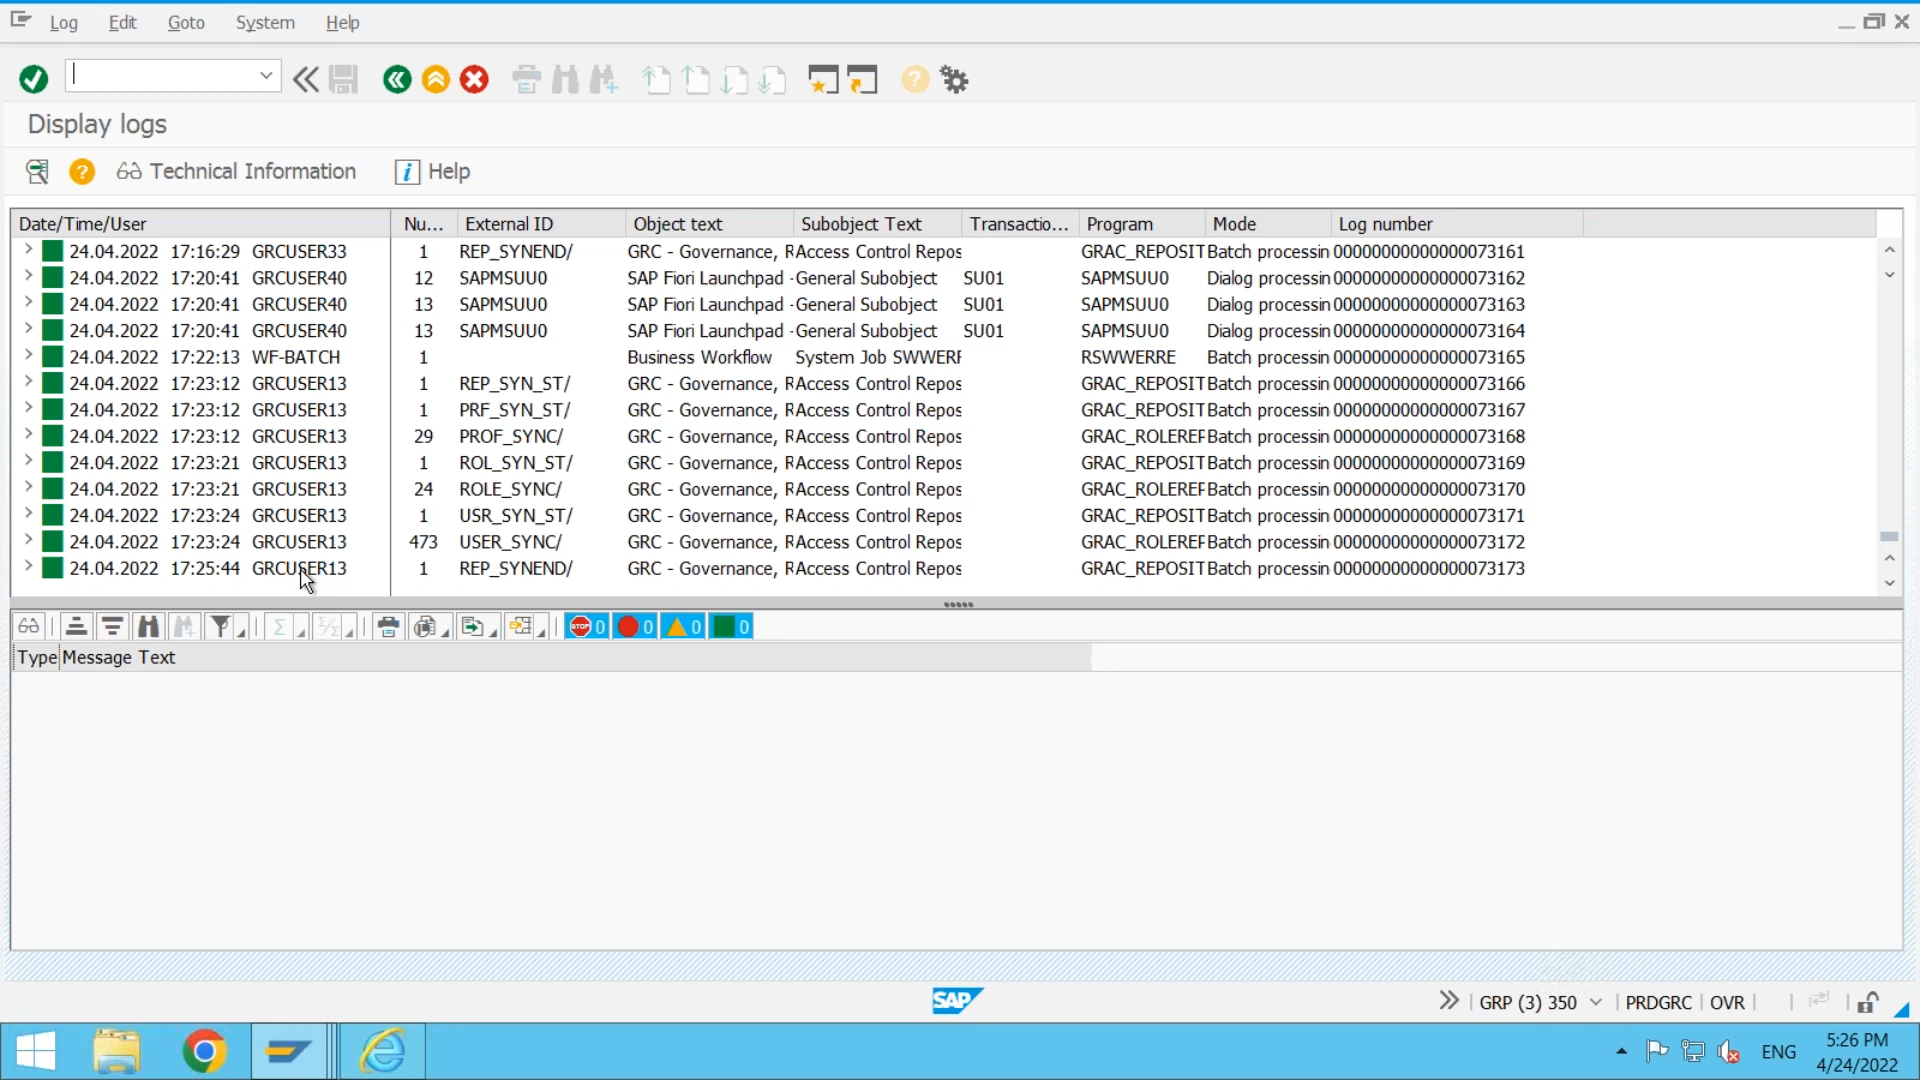 Log Edit Goto System Help
Display logs
Technical Information Help
Date/Time/User Nu... External ID Object text Subobject Text Transactio... Program Mode Log number
24.04.2022 17:16:29 GRCUSER33 1 REP_SYNEND/ GRC - Governance, R Access Control Repos GRAC_REPOSIT Batch processin 00000000000000073161
24.04.2022 17:20:41 GRCUSER40 12 SAPMSUU0 SAP Fiori Launchpad - General Subobject SU01 SAPMSUU0 Dialog processin 00000000000000073162
24.04.2022 17:20:41 GRCUSER40 13 SAPMSUU0 SAP Fiori Launchpad - General Subobject SU01 SAPMSUU0 Dialog processin 00000000000000073163
24.04.2022 17:20:41 GRCUSER40 13 SAPMSUU0 SAP Fiori Launchpad - General Subobject SU01 SAPMSUU0 Dialog processin 00000000000000073164
24.04.2022 17:22:13 WF-BATCH 1 Business Workflow System Job SWWERF RSWWERRE Batch processin 00000000000000073165
24.04.2022 17:23:12 GRCUSER13 1 REP_SYN_ST/ GRC - Governance, R Access Control Repos GRAC_REPOSIT Batch processin 00000000000000073166
24.04.2022 17:23:12 GRCUSER13 1 PRF_SYN_ST/ GRC - Governance, R Access Control Repos GRAC_REPOSIT Batch processin 00000000000000073167
24.04.2022 17:23:12 GRCUSER13 29 PROF_SYNC/ GRC - Governance, R Access Control Repos GRAC_ROLEREF Batch processin 00000000000000073168
24.04.2022 17:23:21 GRCUSER13 1 ROL_SYN_ST/ GRC - Governance, R Access Control Repos GRAC_REPOSIT Batch processin 00000000000000073169
24.04.2022 17:23:21 GRCUSER13 24 ROLE_SYNC/ GRC - Governance, R Access Control Repos GRAC_ROLEREF Batch processin 00000000000000073170
24.04.2022 17:23:24 GRCUSER13 1 USR_SYN_ST/ GRC - Governance, R Access Control Repos GRAC_REPOSIT Batch processin 00000000000000073171
24.04.2022 17:23:24 GRCUSER13 473 USER_SYNC/ GRC - Governance, R Access Control Repos GRAC_ROLEREF Batch processin 00000000000000073172
24.04.2022 17:25:44 GRCUSER13 1 REP_SYNEND/ GRC - Governance, R Access Control Repos GRAC_REPOSIT Batch processin 00000000000000073173
STOP 0 0 0 0
Type Message Text
SAP GRP (3) 350 PRDGRC OVR
ENG 5:26 PM
4/24/2022